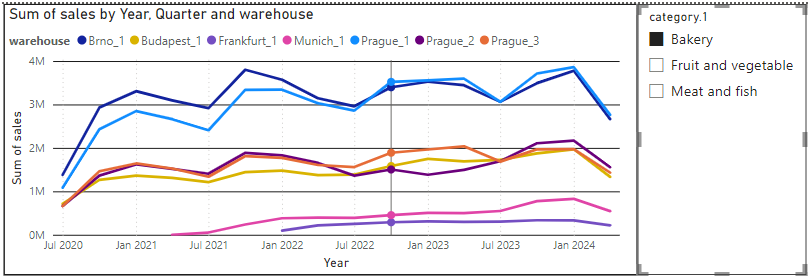 Sum of sales by Year, Quarter and warehouse
warehouse Brno_1 Budapest_1 Frankfurt_1 Munich_1 Prague_1 Prague_2 Prague_3
4M
3M
2M
1M
0M
Sum of sales
Jul 2020 Jan 2021 Jul 2021 Jan 2022 Jul 2022 Jan 2023 Jul 2023 Jan 2024
Year
category.1
Bakery
Fruit and vegetable
Meat and fish